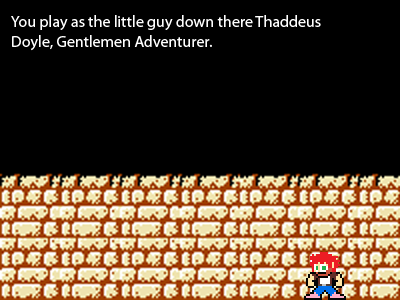 You play as the little guy down there Thaddeus
Doyle, Gentlemen Adventurer.